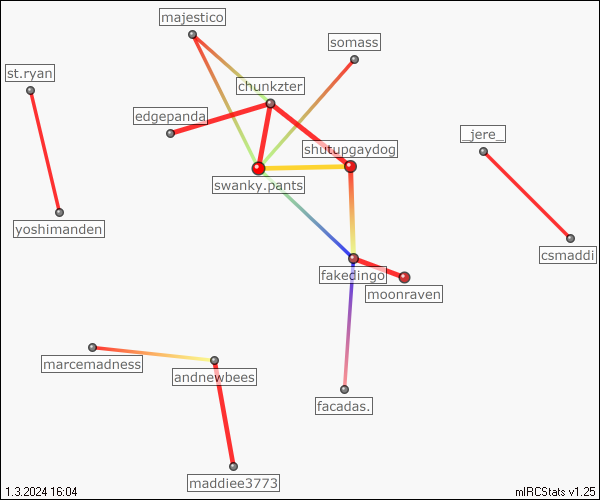 majestico
somass
st.ryan
chunkzter
edgepanda
_jere_
shutupgaydog
swanky.pants
yoshimanden
csmaddi
fakedingo
moonraven
marcemadness
andnewbees
facadas.
maddiee3773
1.3.2024 16:04
mIRCStats v1.25